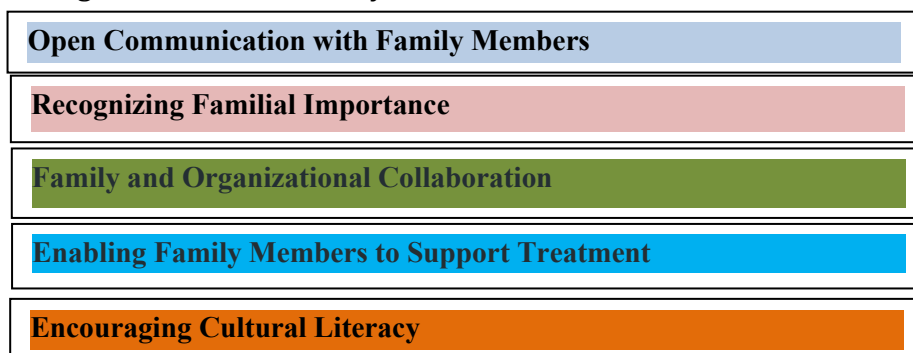 Open Communication with Family Members
Recognizing Familial Importance
Family and Organizational Collaboration
Enabling Family Members to Support Treatment
Encouraging Cultural Literacy